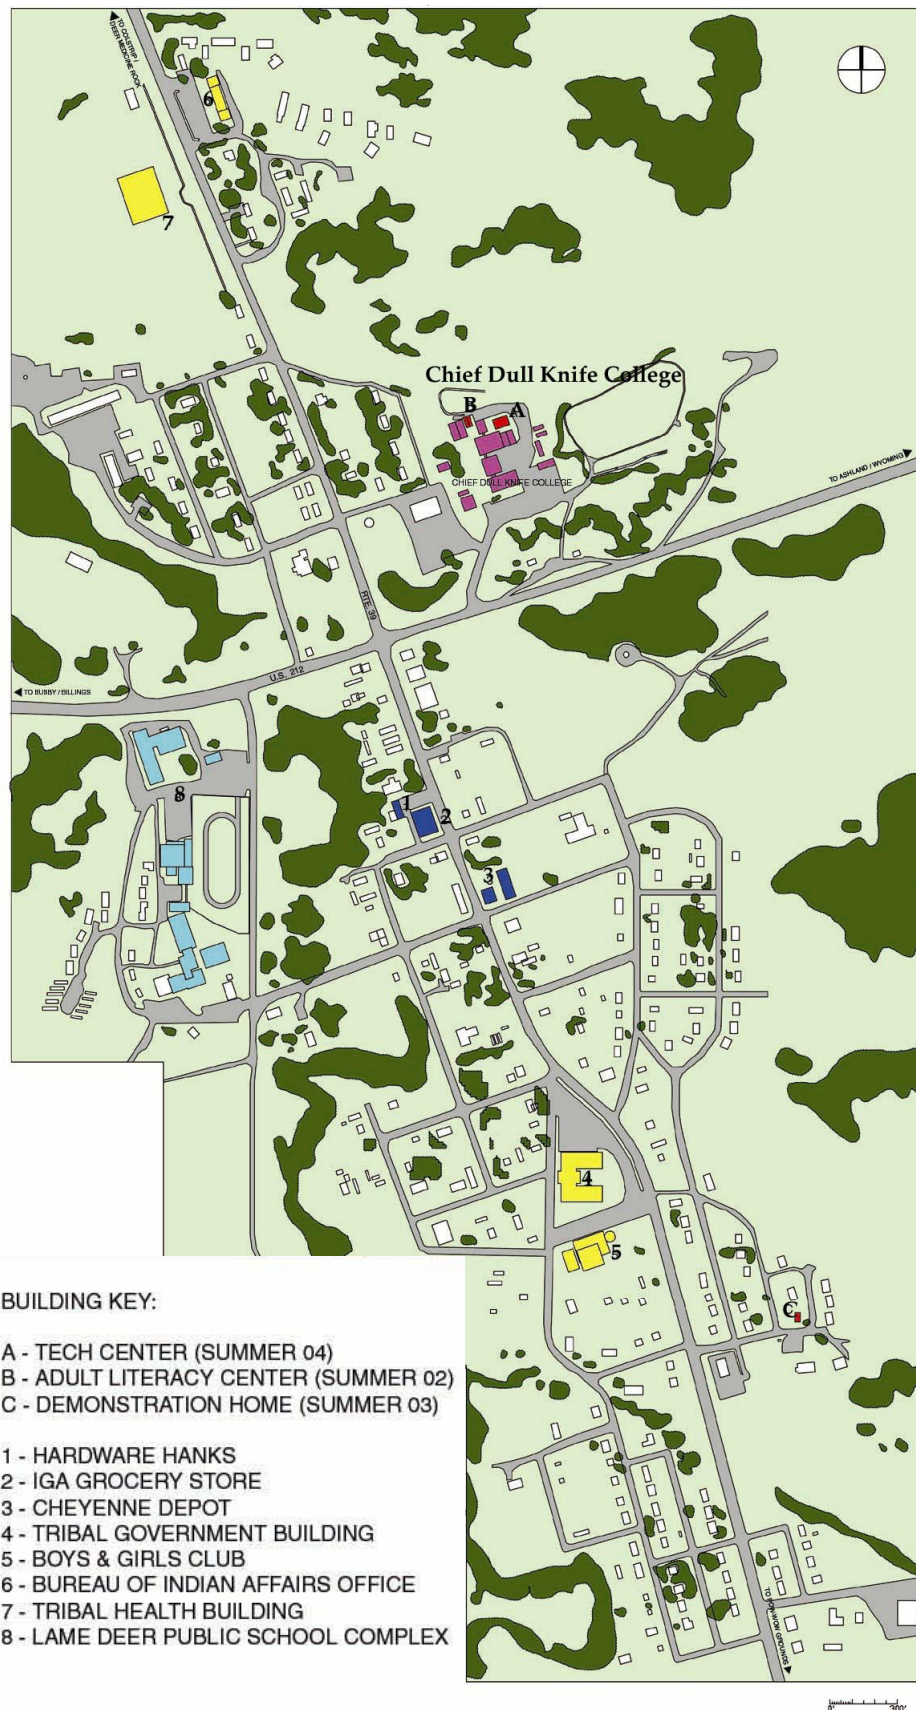 TO COLSTRIP /
DEER MEDICINE ROCK
6
7
Chief Dull Knife College
B
A
CHIEF DULL KNIFE COLLEGE
TO ASHLAND / WYOMING
RTE. 39
U.S. 212
TO BUSBY / BILLINGS
8
1
2
3
4
5
C
BUILDING KEY:
A - TECH CENTER (SUMMER 04)
B - ADULT LITERACY CENTER (SUMMER 02)
C - DEMONSTRATION HOME (SUMMER 03)
1 - HARDWARE HANKS
2 - IGA GROCERY STORE
3 - CHEYENNE DEPOT
4 - TRIBAL GOVERNMENT BUILDING
5 - BOYS & GIRLS CLUB
6 - BUREAU OF INDIAN AFFAIRS OFFICE
7 - TRIBAL HEALTH BUILDING
8 - LAME DEER PUBLIC SCHOOL COMPLEX
TO POW-WOW GROUNDS
0' 300'